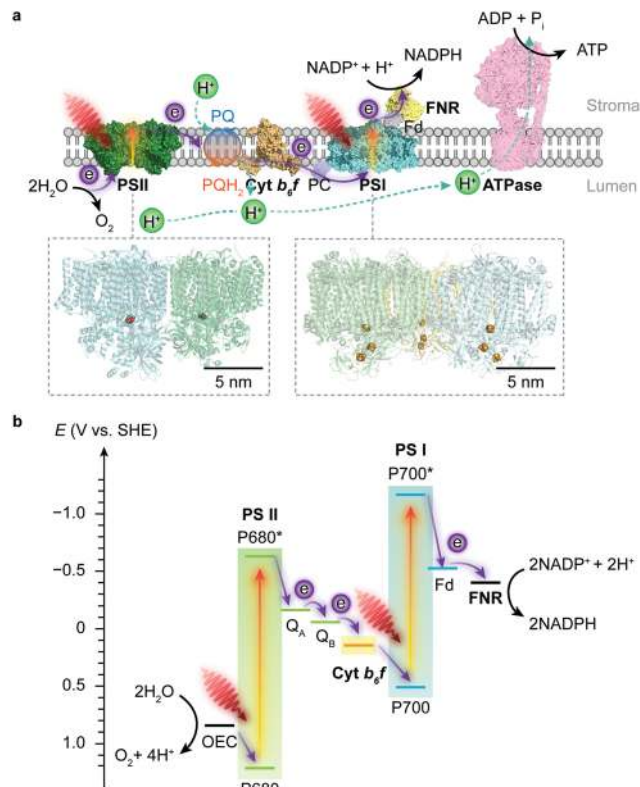 a
ADP + Pi
ATP
NADPH
NADP+ + H+
H+
e
PQ
e
FNR
Stroma
Fd
e
e
2H2O
PSII
PQH2
Cyt b6f
PC
PSI
H+
ATPase
Lumen
O2
H+
H+
5 nm
5 nm
b
E (V vs. SHE)
PS I
P700*
−1.0
PS II
P680*
e
−0.5
Fd
FNR
2NADP+ + 2H+
2NADPH
e
e
QA
QB
0
Cyt b6f
0.5
P700
2H2O
OEC
O2 + 4H+
1.0
P680